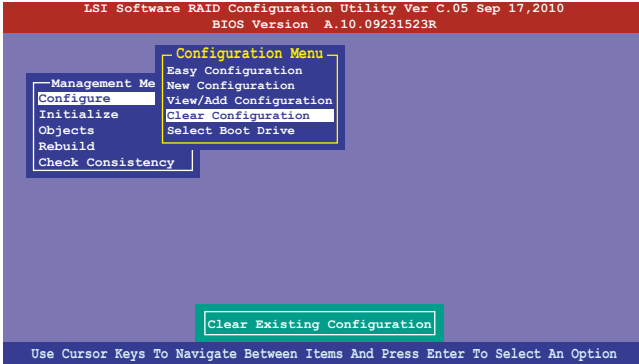 LSI Software RAID Configuration Utility Ver C.05 Sep 17,2010
BIOS Version A.10.09231523R
Configuration Menu
Easy Configuration
New Configuration
View/Add Configuration
Clear Configuration
Select Boot Drive
Management Me
Configure
Initialize
Objects
Rebuild
Check Consistency
Clear Existing Configuration
Use Cursor Keys To Navigate Between Items And Press Enter To Select An Option